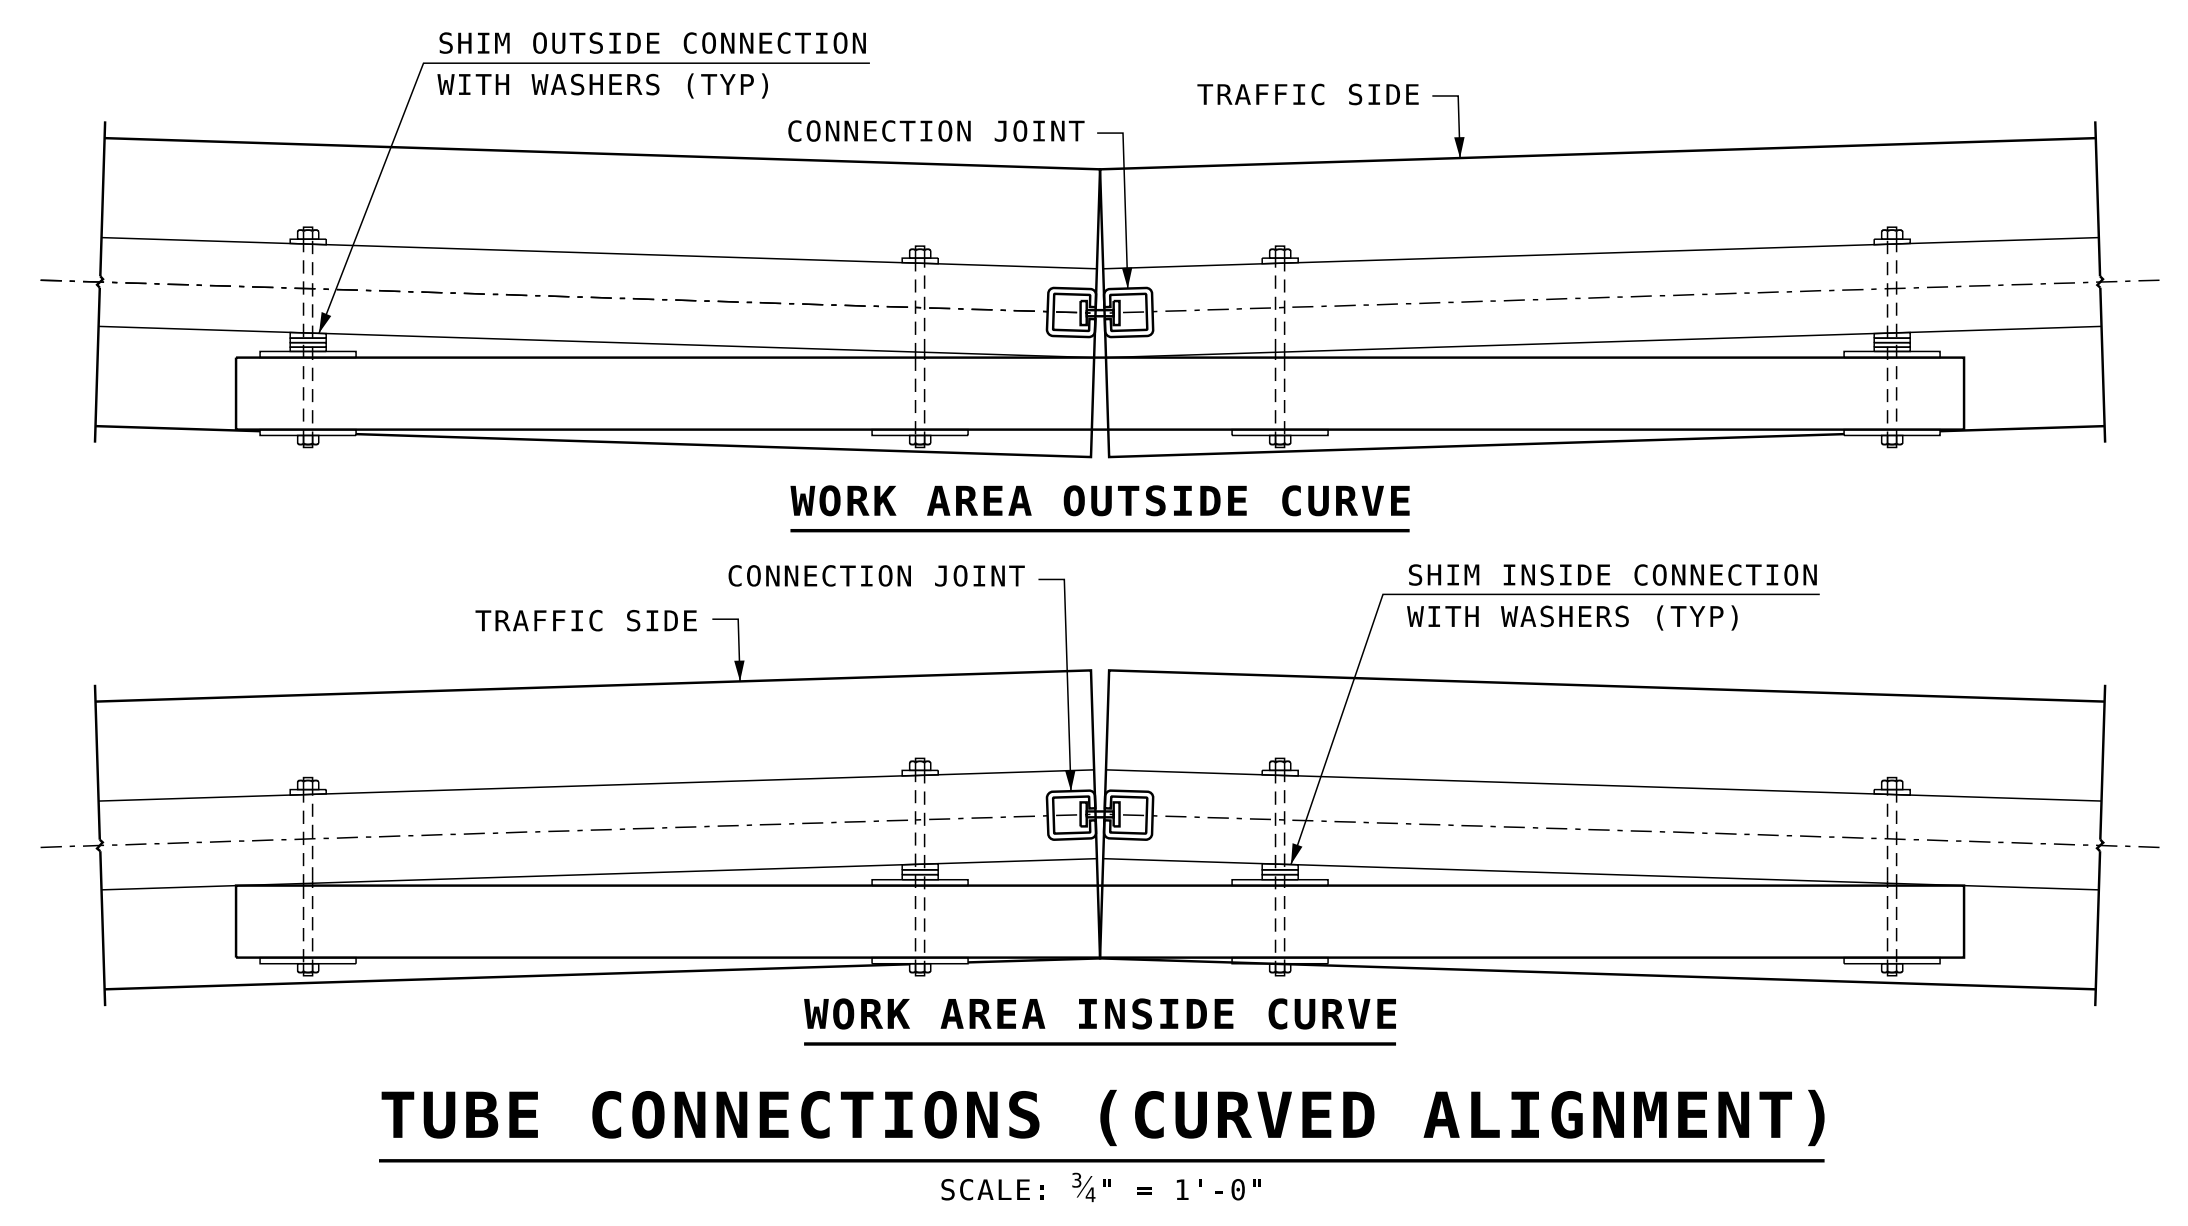 SHIM OUTSIDE CONNECTION
WITH WASHERS (TYP)
TRAFFIC SIDE
CONNECTION JOINT
WORK AREA OUTSIDE CURVE
CONNECTION JOINT
SHIM INSIDE CONNECTION
WITH WASHERS (TYP)
TRAFFIC SIDE
WORK AREA INSIDE CURVE
TUBE CONNECTIONS (CURVED ALIGNMENT)
SCALE: ¾" = 1'-0"